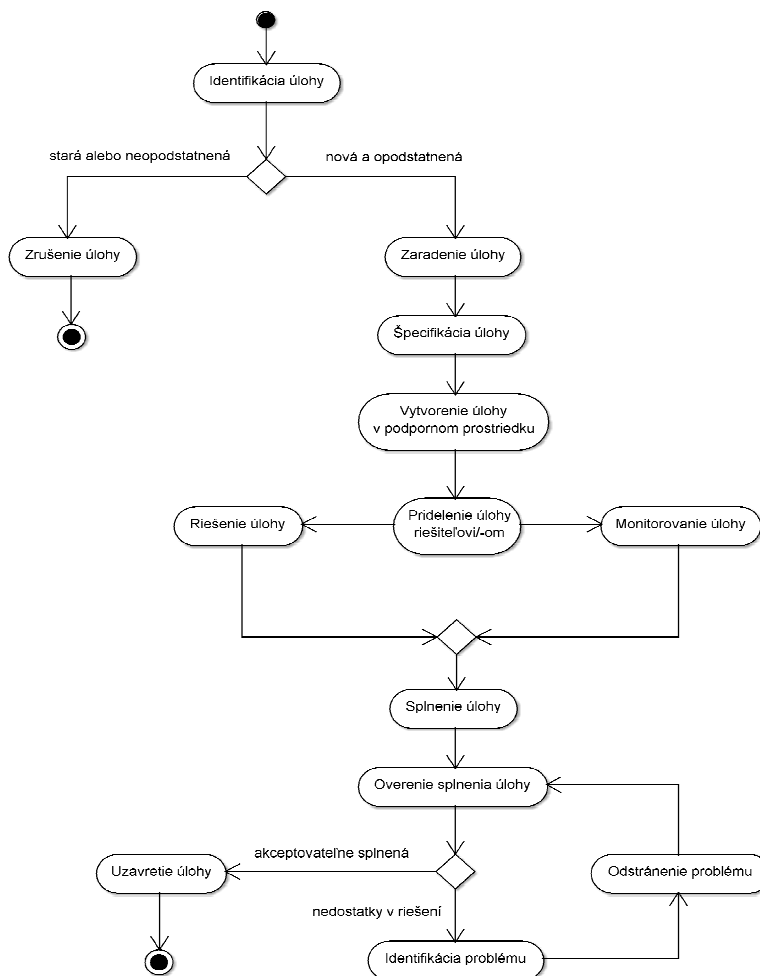 Identifikácia úlohy
stará alebo neopodstatnená
nová a opodstatnená
Zrušenie úlohy
Zaradenie úlohy
Špecifikácia úlohy
Vytvorenie úlohy
v podpornom prostriedku
Riešenie úlohy
Pridelenie úlohy
riešiteľovi/-om
Monitorovanie úlohy
Splnenie úlohy
Overenie splnenia úlohy
akceptovateľne splnená
Uzavretie úlohy
Odstránenie problému
nedostatky v riešení
Identifikácia problému